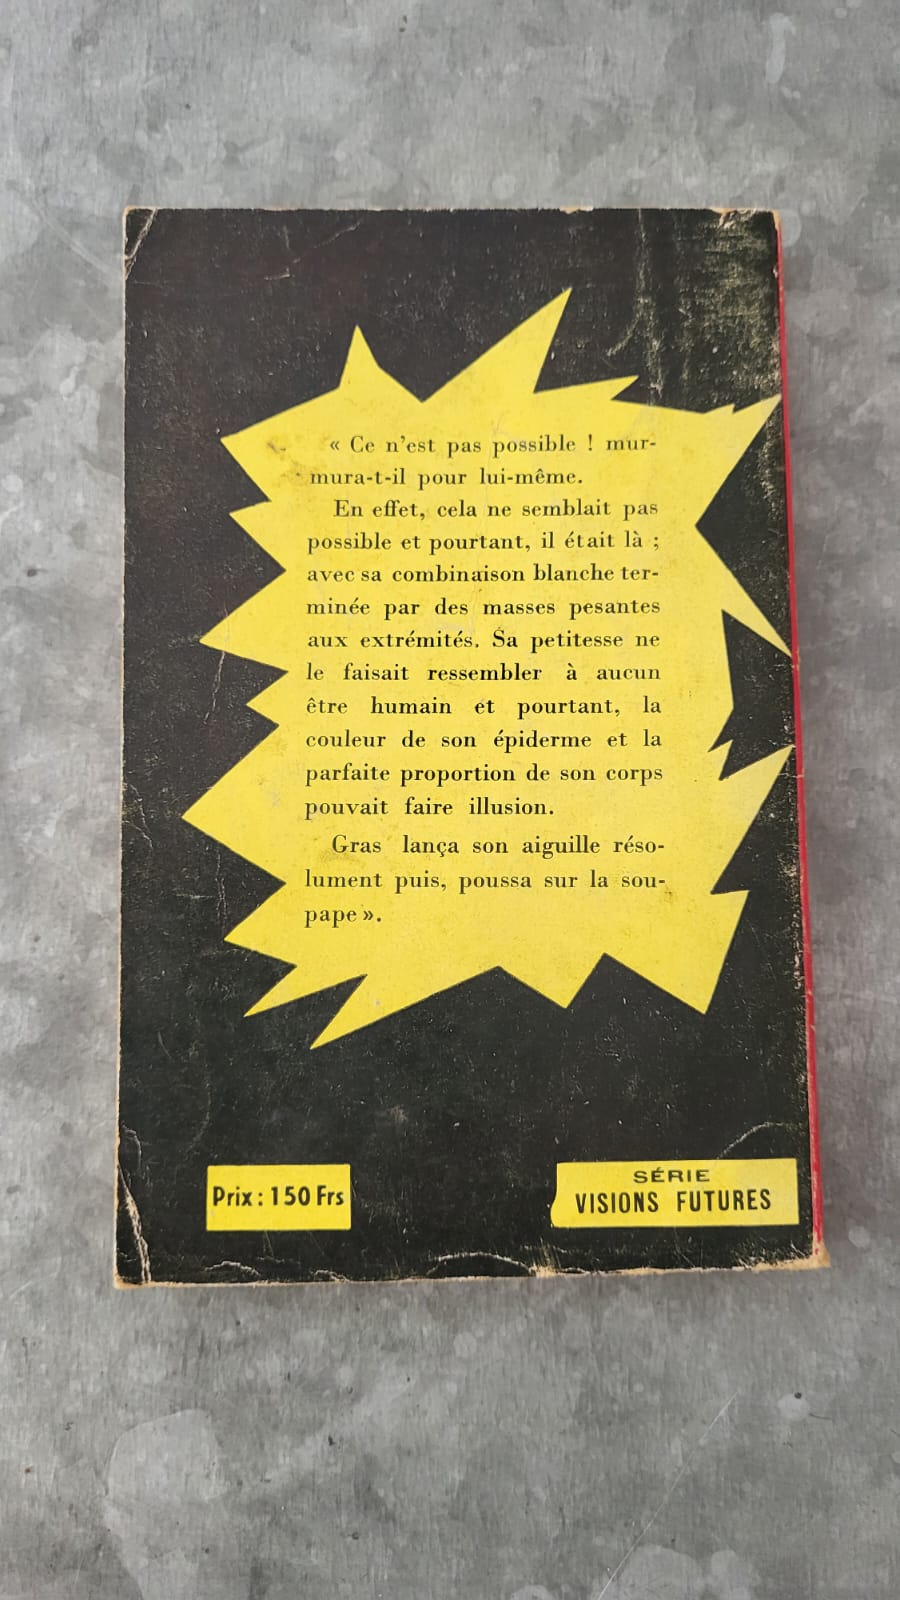 « Ce n'est pas possible ! mur-
mura-t-il pour lui-même.
En effet, cela ne semblait pas
possible et pourtant, il était là ;
avec sa combinaison blanche ter-
minée par des masses pesantes
aux extrémités. Sa petitesse ne
le faisait ressembler à aucun
être humain et pourtant, la
couleur de son épiderme et la
parfaite proportion de son corps
pouvait faire illusion.
Gras lança son aiguille réso-
lument puis, poussa sur la sou-
pape ».
Prix : 150 Frs
SÉRIE
VISIONS FUTURES